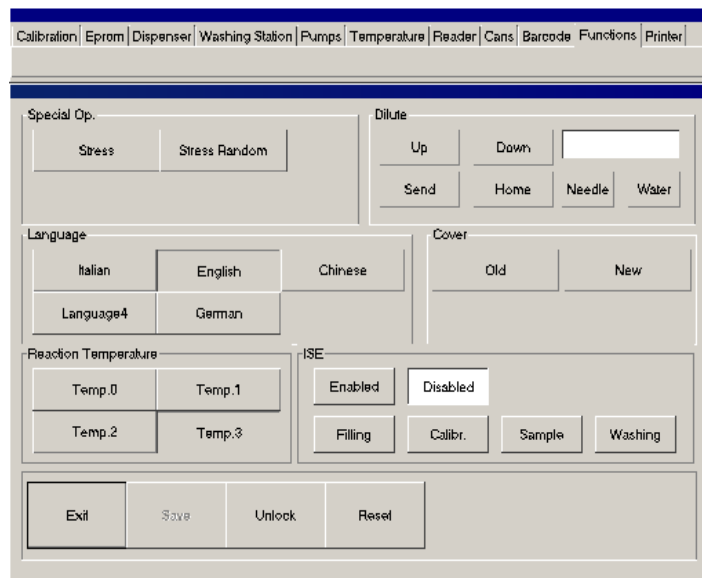 Calibration Eprom Dispenser Washing Station Pumps Temperature Reader Cans Barcode Functions Printer
Special Op.
Stress Stress Random
Dilute
Up Down
Send Home Needle Water
Language
Italian English Chinese
Language4 German
Cover
Old New
Reaction Temperature
Temp.0 Temp.1
Temp.2 Temp.3
ISE
Enabled Disabled
Filling Calibr. Sample Washing
Exit Save Unlock Reset